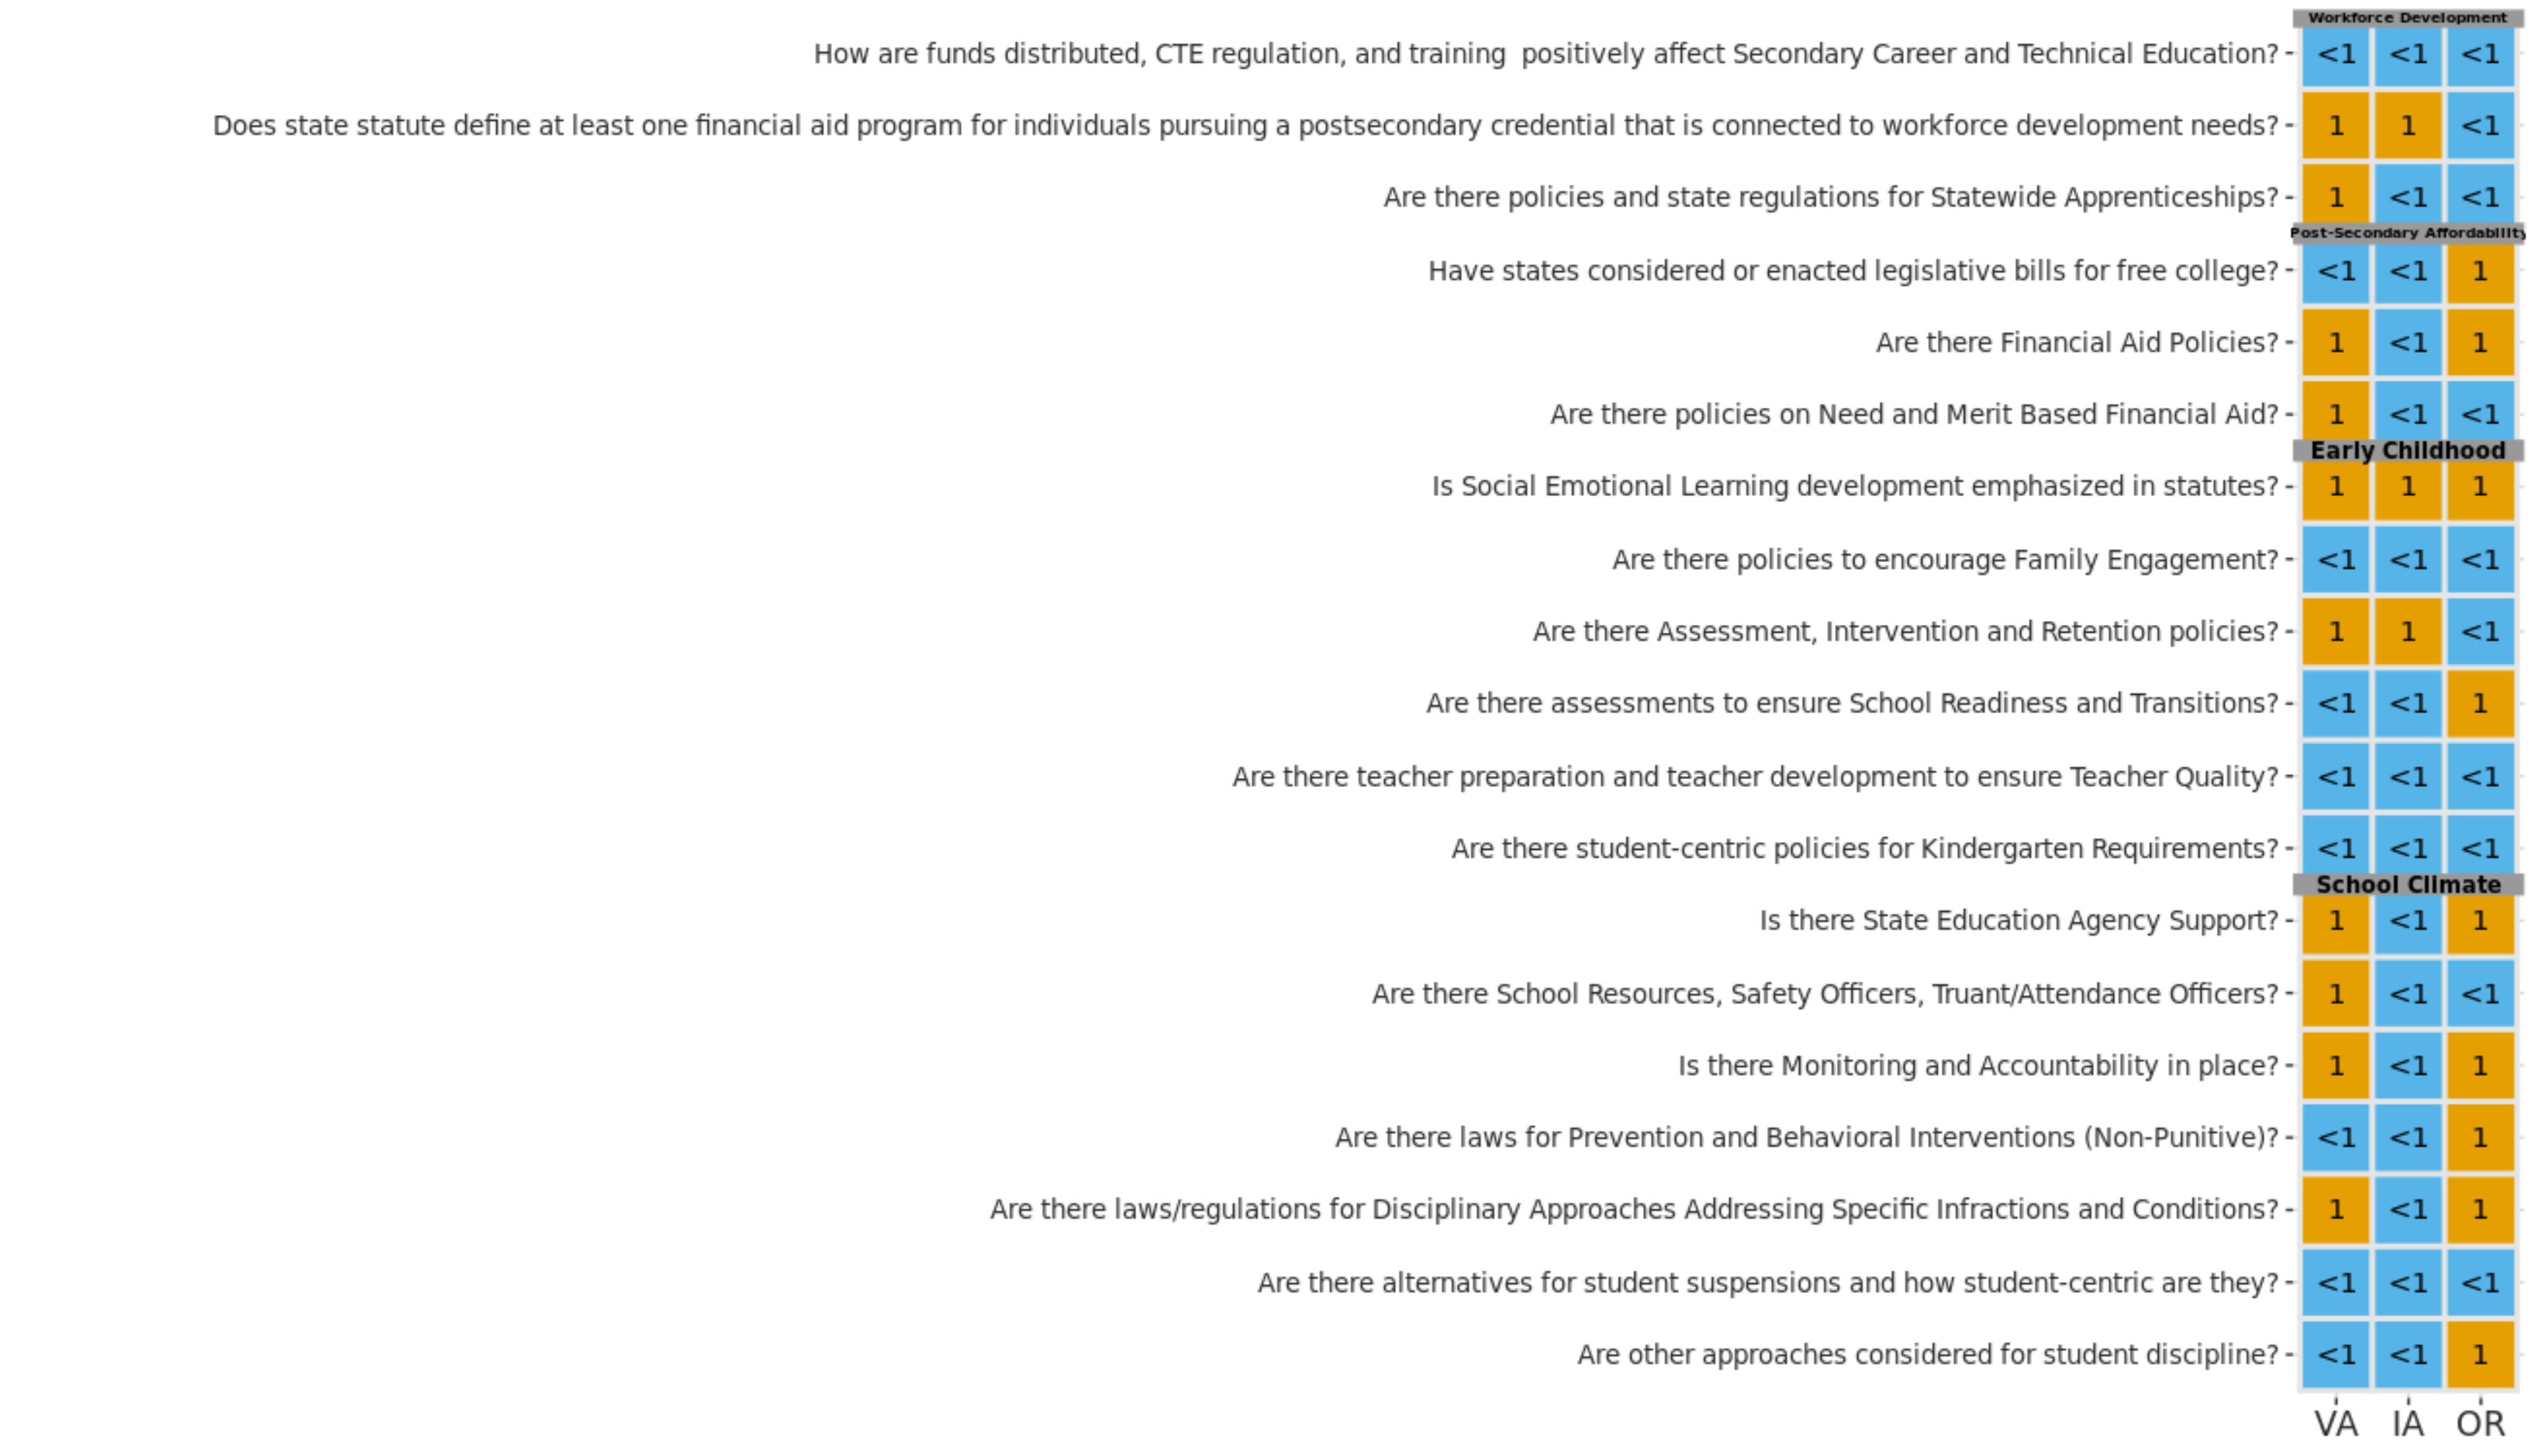 Workforce Development
How are funds distributed, CTE regulation, and training  positively affect Secondary Career and Technical Education? <1 <1 <1
Does state statute define at least one financial aid program for individuals pursuing a postsecondary credential that is connected to workforce development needs? 1 1 <1
Are there policies and state regulations for Statewide Apprenticeships? 1 <1 <1
Post-Secondary Affordability
Have states considered or enacted legislative bills for free college? <1 <1 1
Are there Financial Aid Policies? 1 <1 1
Are there policies on Need and Merit Based Financial Aid? 1 <1 <1
Early Childhood
Is Social Emotional Learning development emphasized in statutes? 1 1 1
Are there policies to encourage Family Engagement? <1 <1 <1
Are there Assessment, Intervention and Retention policies? 1 1 <1
Are there assessments to ensure School Readiness and Transitions? <1 <1 1
Are there teacher preparation and teacher development to ensure Teacher Quality? <1 <1 <1
Are there student-centric policies for Kindergarten Requirements? <1 <1 <1
School Climate
Is there State Education Agency Support? 1 <1 1
Are there School Resources, Safety Officers, Truant/Attendance Officers? 1 <1 <1
Is there Monitoring and Accountability in place? 1 <1 1
Are there laws for Prevention and Behavioral Interventions (Non-Punitive)? <1 <1 1
Are there laws/regulations for Disciplinary Approaches Addressing Specific Infractions and Conditions? 1 <1 1
Are there alternatives for student suspensions and how student-centric are they? <1 <1 <1
Are other approaches considered for student discipline? <1 <1 1
VA IA OR